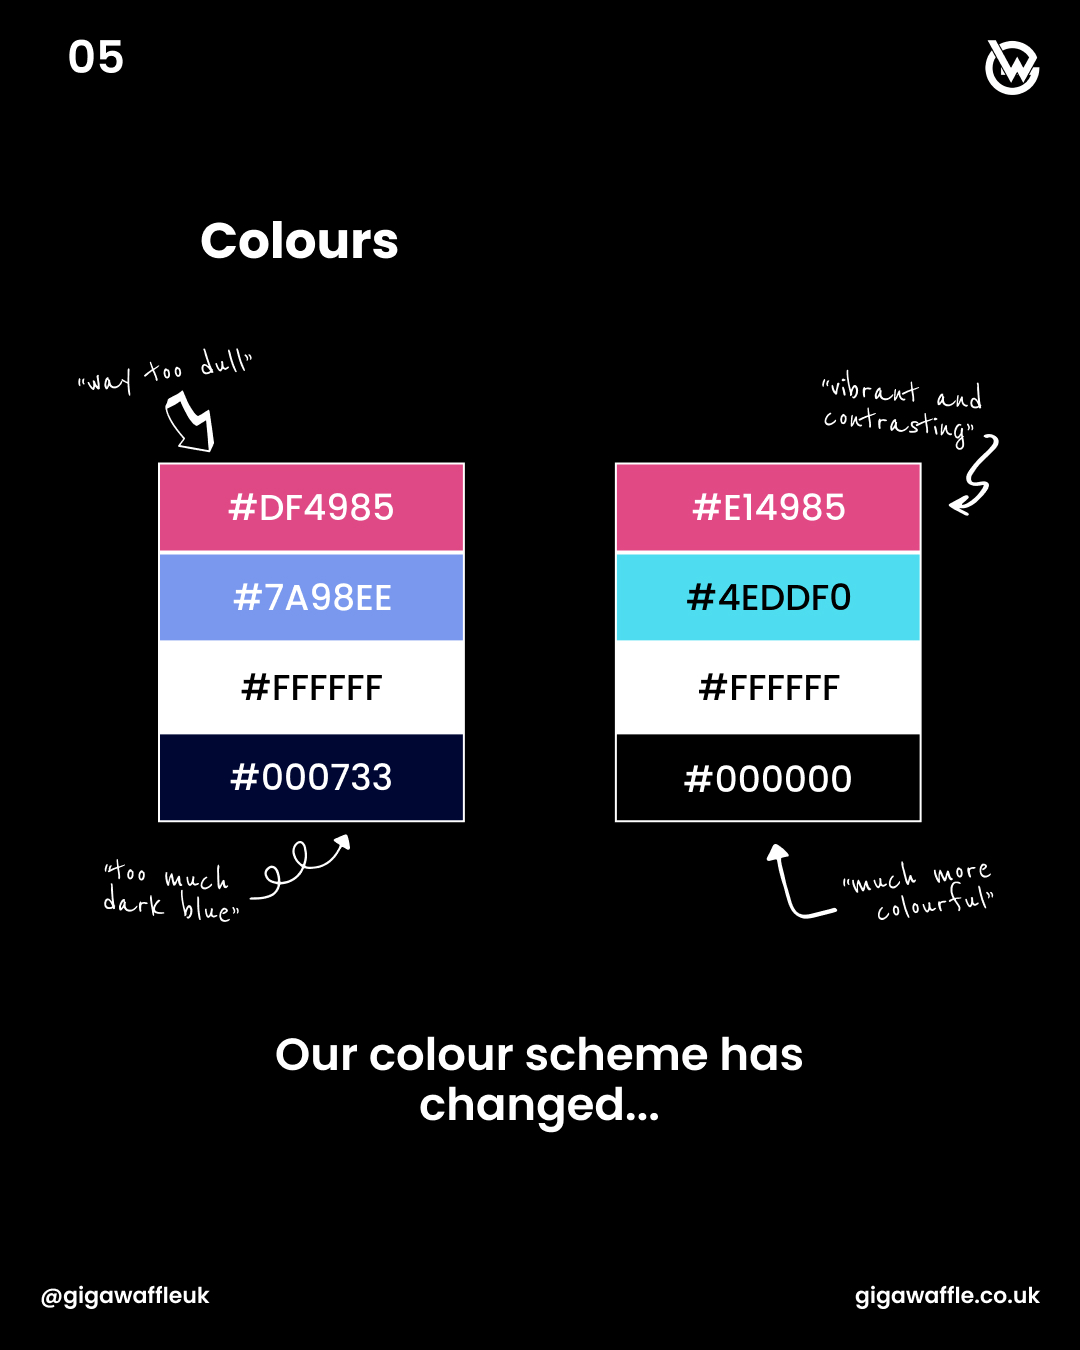 05
Colours
"way too dull"
"vibrant and
contrasting"
#DF4985
#7A98EE
#FFFFFF
#000733
#E14985
#4EDDF0
#FFFFFF
#000000
"too much
dark blue"
"much more
colourful"
Our colour scheme has
changed...
@gigawaffleuk
gigawaffle.co.uk